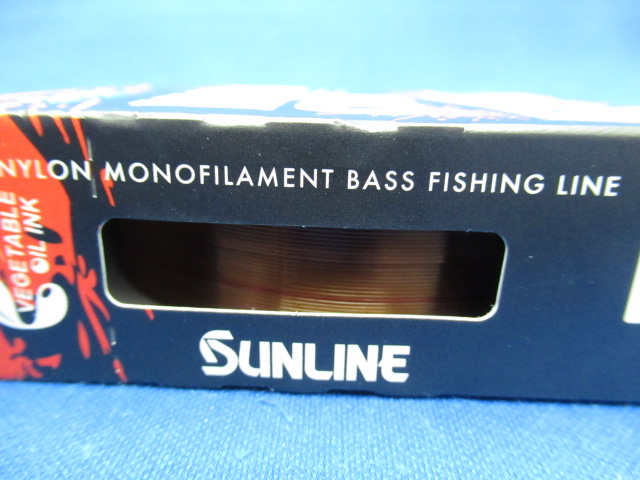 NYLON MONOFILAMENT BASS FISHING LINE
VEGETABLE
OIL INK
SUNLINE